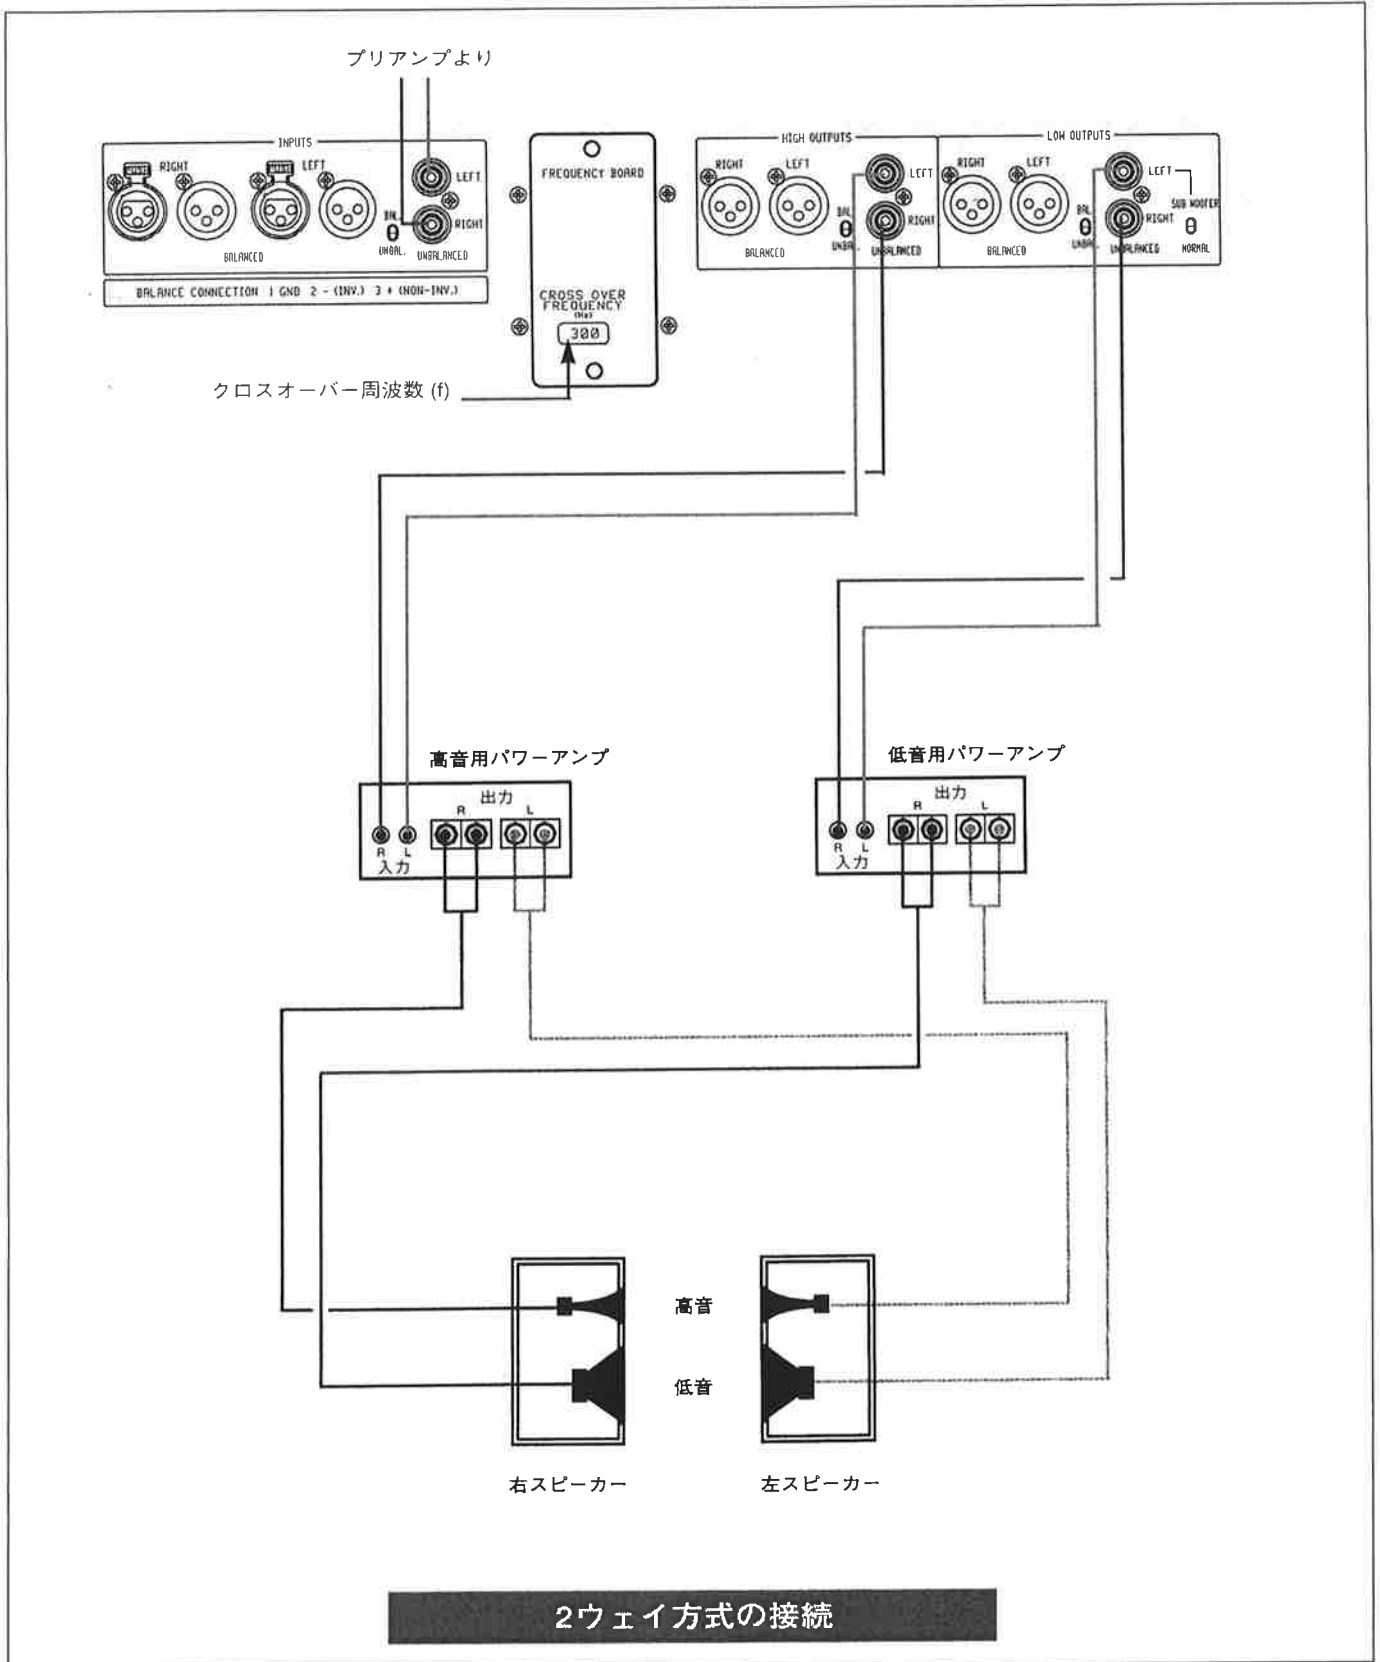 プリアンプより
INPUTS
RIGHT
LEFT
LEFT
BAL.
UNBAL.
RIGHT
BALANCED
UNBALANCED
BALANCE CONNECTION 1 GND 2 - (INV.) 3 + (NON-INV.)
FREQUENCY BOARD
CROSS OVER
FREQUENCY
(Hz)
300
クロスオーバー周波数 (f)
HIGH OUTPUTS
RIGHT
LEFT
LEFT
BAL.
UNBAL.
RIGHT
BALANCED
UNBALANCED
LOW OUTPUTS
RIGHT
LEFT
LEFT
SUB WOOFER
BAL.
UNBAL.
RIGHT
BALANCED
UNBALANCED
NORMAL
高音用パワーアンプ
出力
R
L
R
L
入力
低音用パワーアンプ
出力
R
L
R
L
入力
高音
低音
右スピーカー
左スピーカー
2ウェイ方式の接続